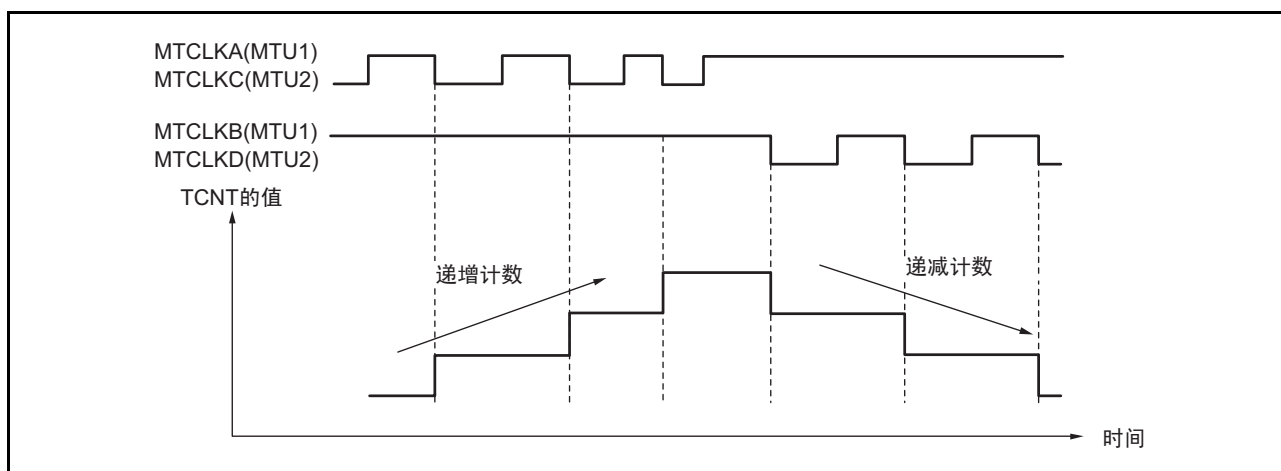 MTCLKA(MTU1)
MTCLKC(MTU2)
MTCLKB(MTU1)
MTCLKD(MTU2)
TCNT的值
递增计数
递减计数
时间